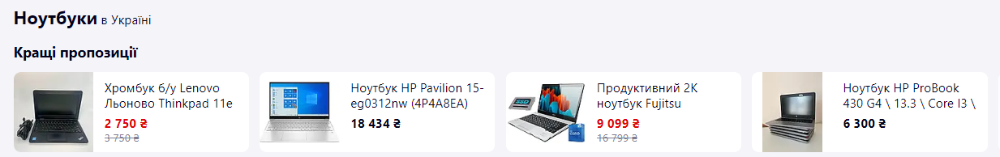 Ноутбуки в Україні
Кращі пропозиції
Хромбук б/у Lenovo
Льоново Thinkpad 11e
2 750 ₴
3 750 ₴
Ноутбук HP Pavilion 15-
eg0312nw (4P4A8EA)
18 434 ₴
SSD
Продуктивний 2К
ноутбук Fujitsu
9 099 ₴
16 799 ₴
Ноутбук HP ProBook
430 G4 \ 13.3 \ Core I3 \
6 300 ₴